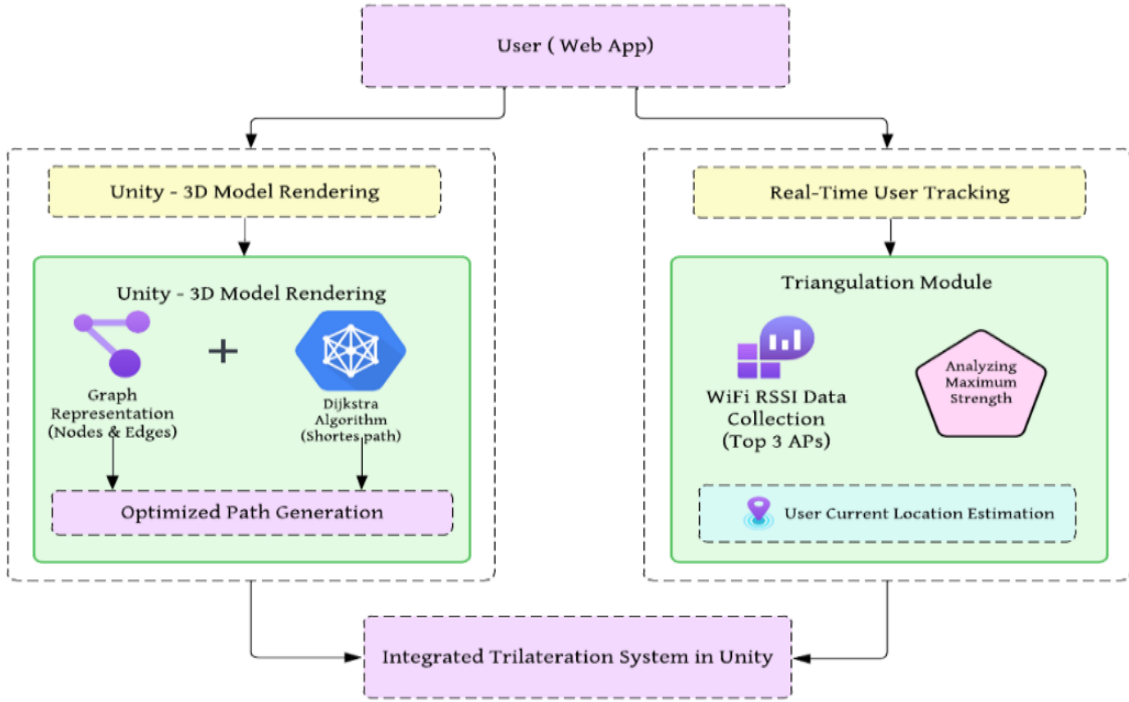 User ( Web App)
Unity - 3D Model Rendering
Unity - 3D Model Rendering
Graph
Representation
(Nodes & Edges)
Dijkstra
Algorithm
(Shortes path)
Optimized Path Generation
Real-Time User Tracking
Triangulation Module
WiFi RSSI Data
Collection
(Top 3 APs)
Analyzing
Maximum
Strength
User Current Location Estimation
Integrated Trilateration System in Unity